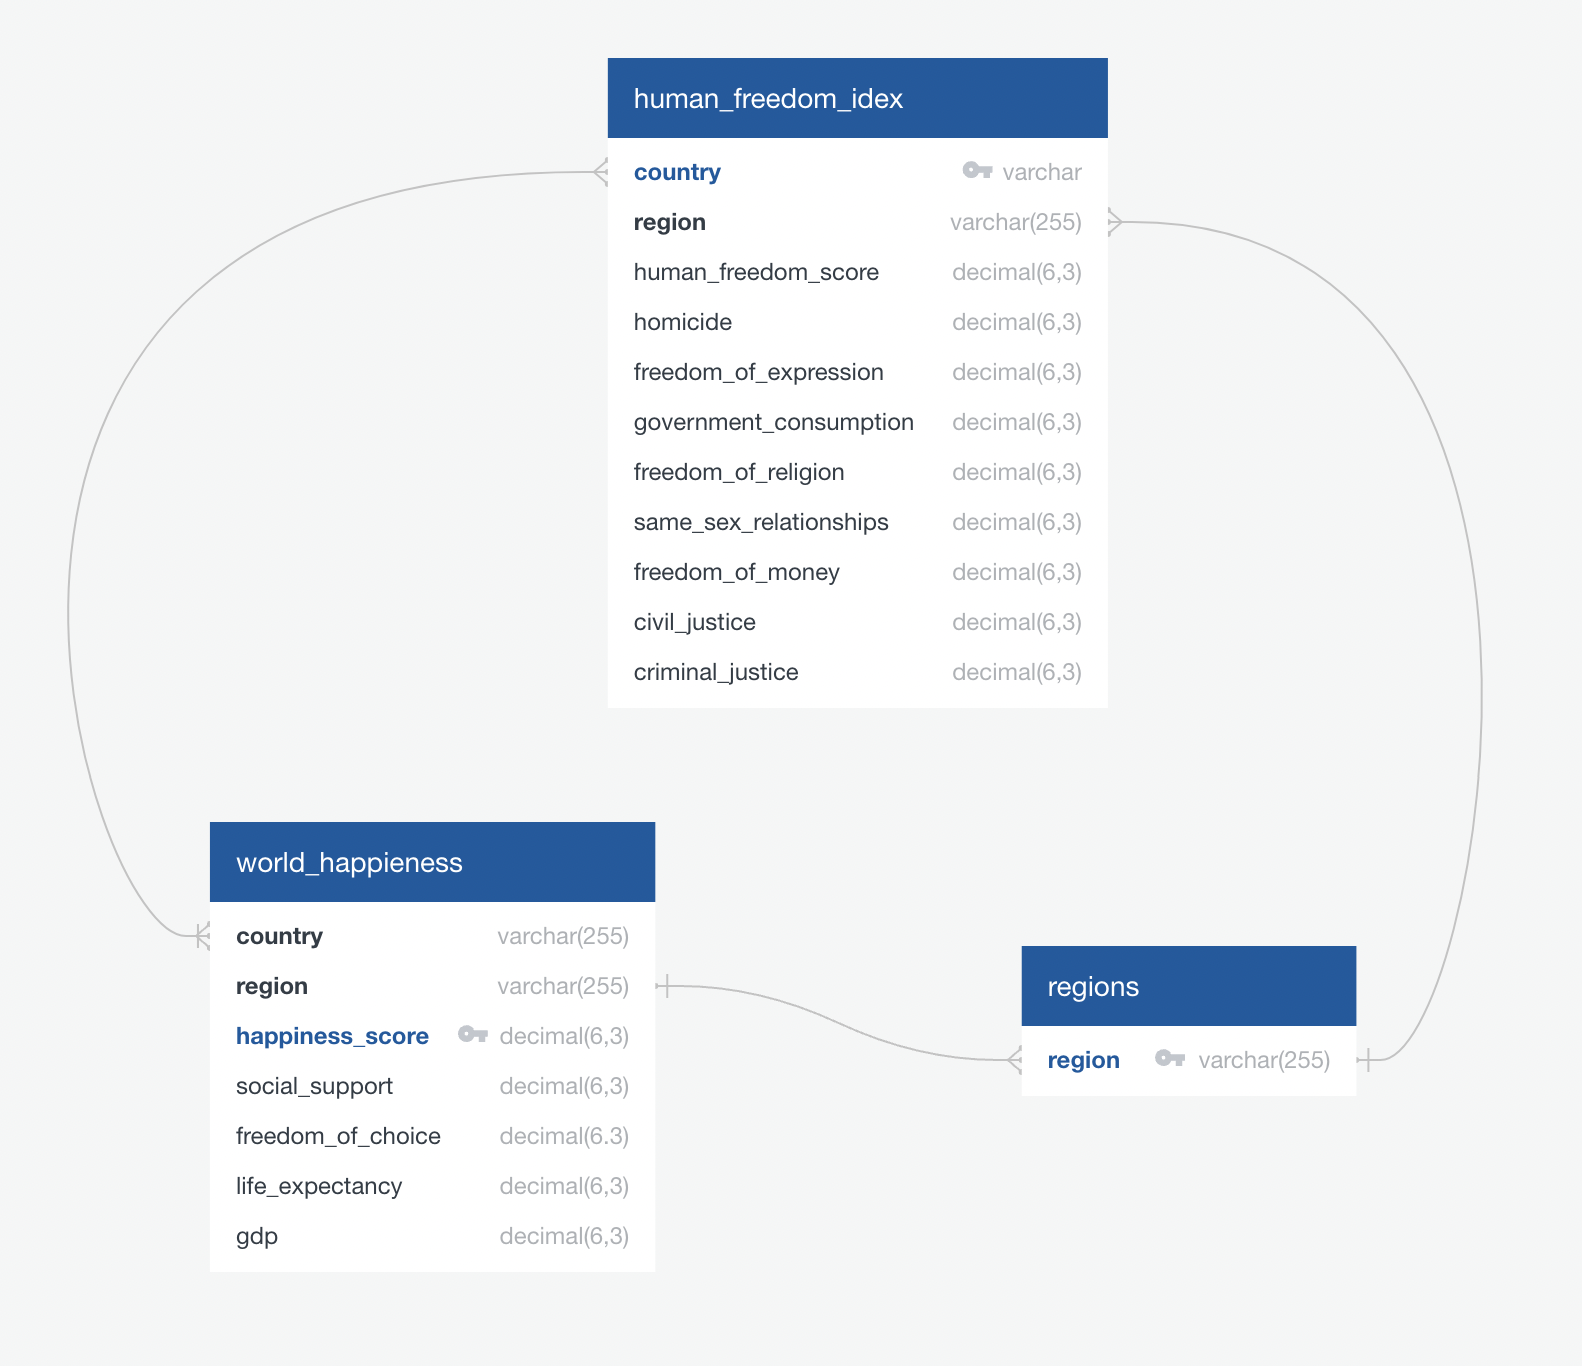 human_freedom_idex
country varchar
region varchar(255)
human_freedom_score decimal(6,3)
homicide decimal(6,3)
freedom_of_expression decimal(6,3)
government_consumption decimal(6,3)
freedom_of_religion decimal(6,3)
same_sex_relationships decimal(6,3)
freedom_of_money decimal(6,3)
civil_justice decimal(6,3)
criminal_justice decimal(6,3)
world_happieness
country varchar(255)
region varchar(255)
happiness_score decimal(6,3)
social_support decimal(6,3)
freedom_of_choice decimal(6.3)
life_expectancy decimal(6,3)
gdp decimal(6,3)
regions
region varchar(255)